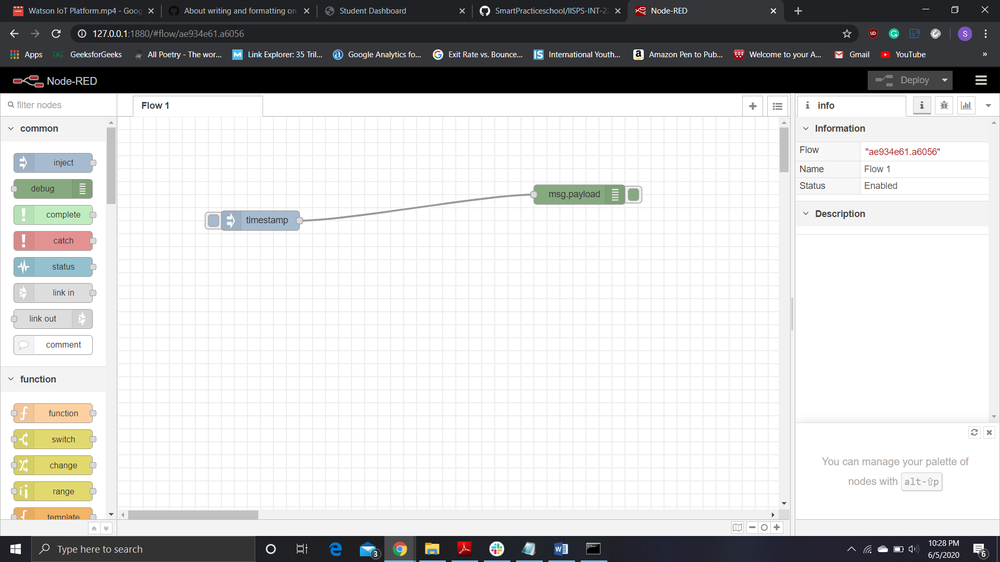 Watson IoT Platform.mp4 - Goog
About writing and formatting on
Student Dashboard
SmartPracticeschool/IISPS-INT-22
Node-RED
127.0.0.1:1880/#flow/ae934e61.a6056
S
Apps
GeeksforGeeks
All Poetry - The wor...
Link Explorer: 35 Tril...
Google Analytics fo...
Exit Rate vs. Bounce...
International Youth...
Amazon Pen to Pub...
Welcome to your A...
Gmail
YouTube
»
Node-RED
Deploy
filter nodes
Flow 1
info
common
inject
debug
complete
catch
status
link in
link out
comment
function
function
switch
change
range
template
timestamp
msg.payload
Information
Flow "ae934e61.a6056"
Name Flow 1
Status Enabled
Description
You can manage your palette of
nodes with alt-⇧p
Type here to search
3
10:28 PM
6/5/2020
6